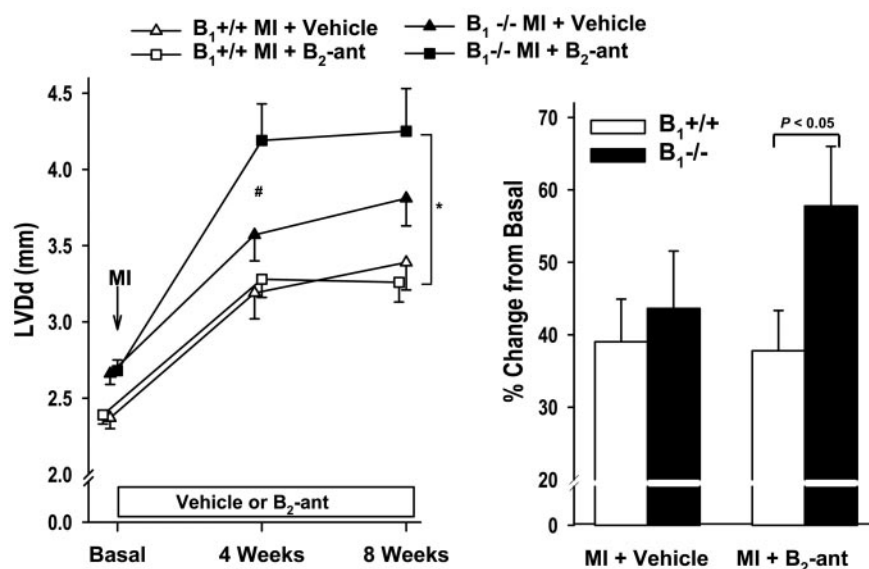 B₁+/+ MI + Vehicle
B₁ -/- MI + Vehicle
B₁+/+ MI + B₂-ant
B₁-/- MI + B₂-ant
LVDd (mm)
4.5
4.0
3.5
3.0
2.5
2.0
0.0
MI
#
*
Vehicle or B₂-ant
Basal
4 Weeks
8 Weeks
% Change from Basal
80
70
60
50
40
30
20
0
B₁+/+
B₁-/-
P < 0.05
MI + Vehicle
MI + B₂-ant